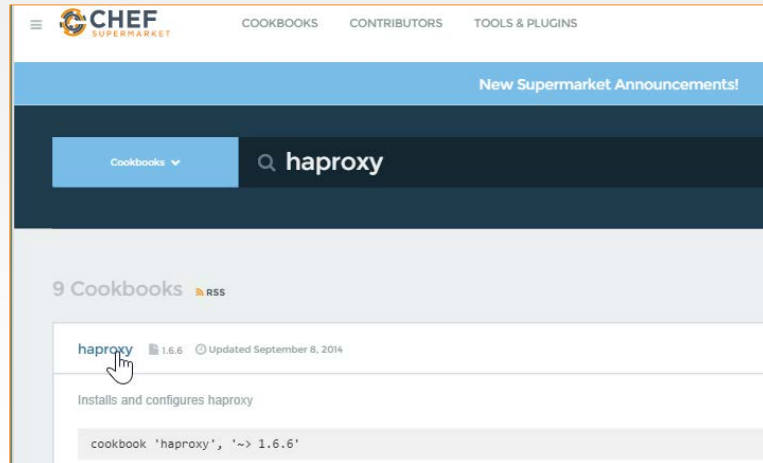 CHEF
SUPERMARKET
COOKBOOKS CONTRIBUTORS TOOLS & PLUGINS
New Supermarket Announcements!
Cookbooks haproxy
9 Cookbooks RSS
haproxy 1.6.6 Updated September 8, 2014
Installs and configures haproxy
cookbook 'haproxy', '~> 1.6.6'